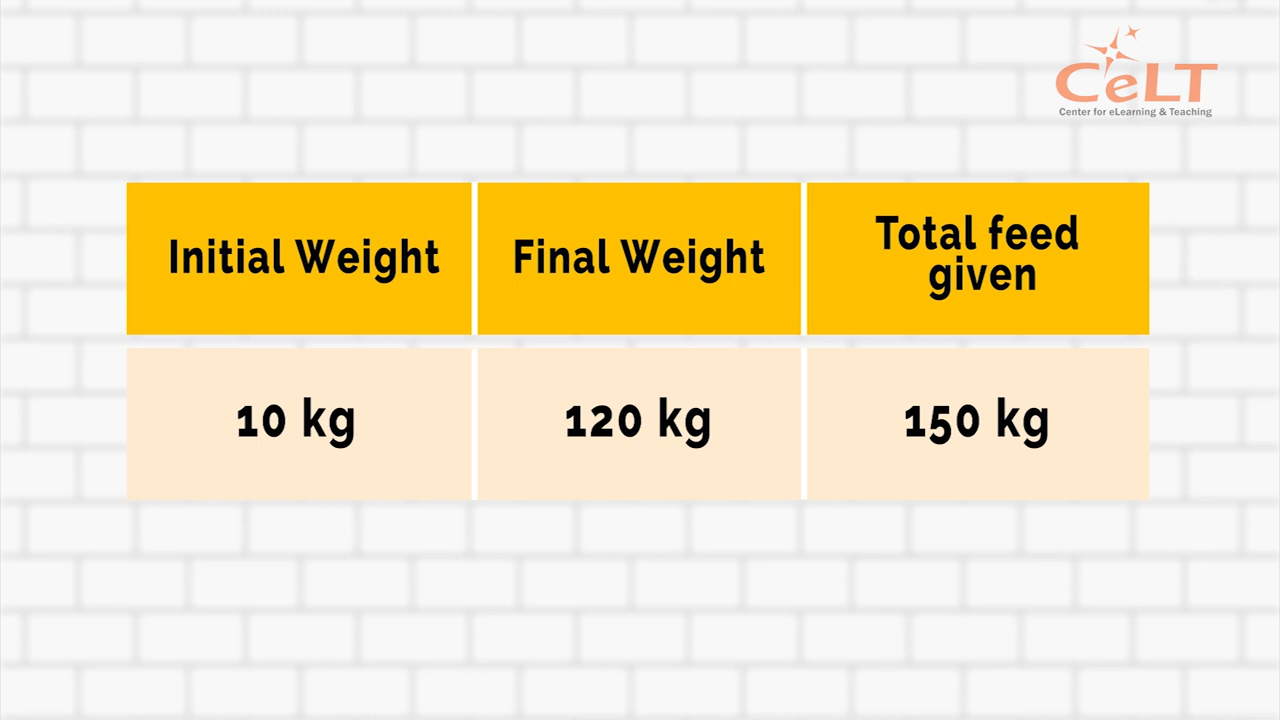 CeLT
Center for eLearning & Teaching
Initial Weight
Final Weight
Total feed
given
10 kg
120 kg
150 kg